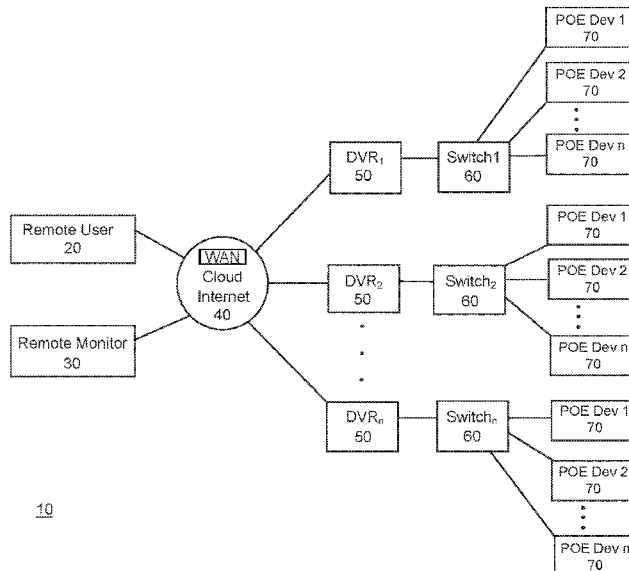 POE Dev 1
70
POE Dev 2
70
POE Dev n
70
DVR₁
50
Switch1
60
Remote User
20
WAN
Cloud
Internet
40
Remote Monitor
30
DVR₂
50
Switch₂
60
POE Dev 1
70
POE Dev 2
70
POE Dev n
70
DVRₙ
50
Switchₙ
60
POE Dev 1
70
POE Dev 2
70
POE Dev n
70
10